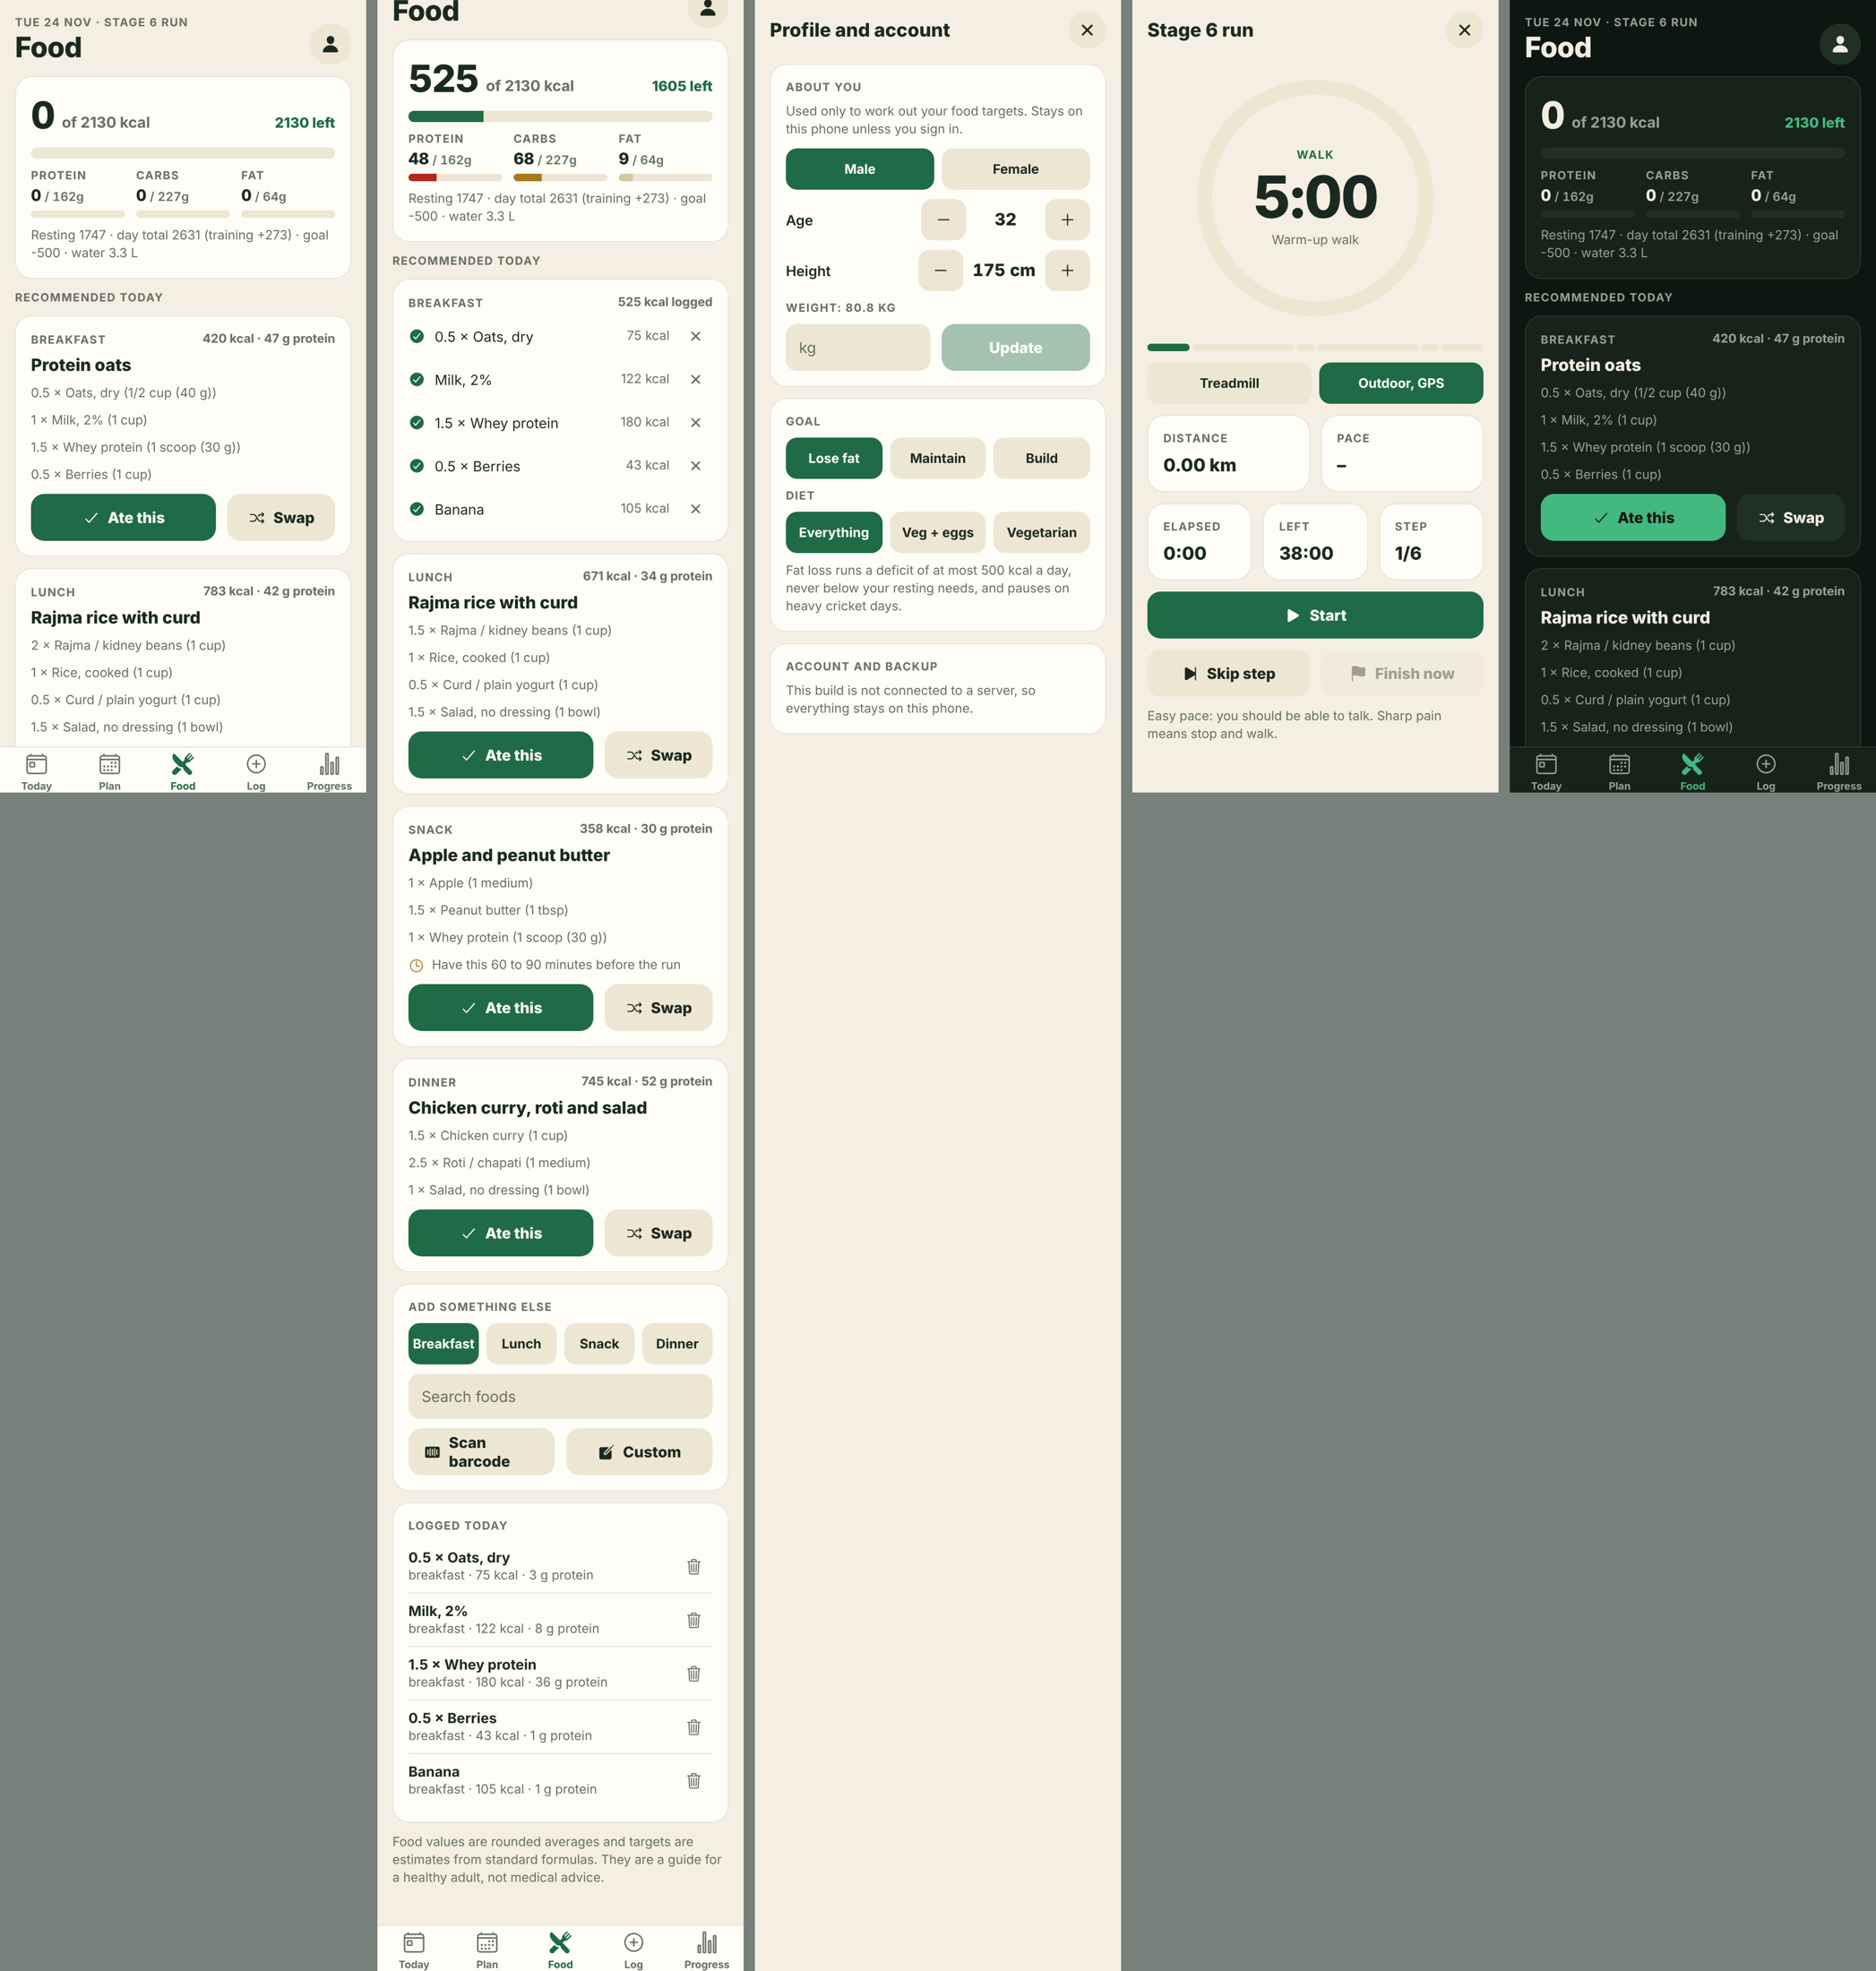 TUE 24 NOV · STAGE 6 RUN
Food
0 of 2130 kcal
2130 left
PROTEIN
CARBS
FAT
0 / 162g
0 / 227g
0 / 64g
Resting 1747 · day total 2631 (training +273) · goal
-500 · water 3.3 L
RECOMMENDED TODAY
BREAKFAST
420 kcal · 47 g protein
Protein oats
0.5 × Oats, dry (1/2 cup (40 g))
1 × Milk, 2% (1 cup)
1.5 × Whey protein (1 scoop (30 g))
0.5 × Berries (1 cup)
Ate this
Swap
LUNCH
783 kcal · 42 g protein
Rajma rice with curd
2 × Rajma / kidney beans (1 cup)
1 × Rice, cooked (1 cup)
0.5 × Curd / plain yogurt (1 cup)
1.5 × Salad, no dressing (1 bowl)
Today
Plan
Food
Log
Progress
Food
525 of 2130 kcal
1605 left
PROTEIN
CARBS
FAT
48 / 162g
68 / 227g
9 / 64g
Resting 1747 · day total 2631 (training +273) · goal
-500 · water 3.3 L
RECOMMENDED TODAY
BREAKFAST
525 kcal logged
0.5 × Oats, dry
75 kcal
Milk, 2%
122 kcal
1.5 × Whey protein
180 kcal
0.5 × Berries
43 kcal
Banana
105 kcal
LUNCH
671 kcal · 34 g protein
Rajma rice with curd
1.5 × Rajma / kidney beans (1 cup)
1 × Rice, cooked (1 cup)
0.5 × Curd / plain yogurt (1 cup)
1.5 × Salad, no dressing (1 bowl)
Ate this
Swap
SNACK
358 kcal · 30 g protein
Apple and peanut butter
1 × Apple (1 medium)
1.5 × Peanut butter (1 tbsp)
1 × Whey protein (1 scoop (30 g))
Have this 60 to 90 minutes before the run
Ate this
Swap
DINNER
745 kcal · 52 g protein
Chicken curry, roti and salad
1.5 × Chicken curry (1 cup)
2.5 × Roti / chapati (1 medium)
1 × Salad, no dressing (1 bowl)
Ate this
Swap
ADD SOMETHING ELSE
Breakfast
Lunch
Snack
Dinner
Search foods
Scan
barcode
Custom
LOGGED TODAY
0.5 × Oats, dry
breakfast · 75 kcal · 3 g protein
Milk, 2%
breakfast · 122 kcal · 8 g protein
1.5 × Whey protein
breakfast · 180 kcal · 36 g protein
0.5 × Berries
breakfast · 43 kcal · 1 g protein
Banana
breakfast · 105 kcal · 1 g protein
Food values are rounded averages and targets are
estimates from standard formulas. They are a guide for
a healthy adult, not medical advice.
Today
Plan
Food
Log
Progress
Profile and account
ABOUT YOU
Used only to work out your food targets. Stays on
this phone unless you sign in.
Male
Female
Age
32
Height
175 cm
WEIGHT: 80.8 KG
kg
Update
GOAL
Lose fat
Maintain
Build
DIET
Everything
Veg + eggs
Vegetarian
Fat loss runs a deficit of at most 500 kcal a day,
never below your resting needs, and pauses on
heavy cricket days.
ACCOUNT AND BACKUP
This build is not connected to a server, so
everything stays on this phone.
Stage 6 run
WALK
5:00
Warm-up walk
Treadmill
Outdoor, GPS
DISTANCE
0.00 km
PACE
–
ELAPSED
0:00
LEFT
38:00
STEP
1/6
Start
Skip step
Finish now
Easy pace: you should be able to talk. Sharp pain
means stop and walk.
TUE 24 NOV · STAGE 6 RUN
Food
0 of 2130 kcal
2130 left
PROTEIN
CARBS
FAT
0 / 162g
0 / 227g
0 / 64g
Resting 1747 · day total 2631 (training +273) · goal
-500 · water 3.3 L
RECOMMENDED TODAY
BREAKFAST
420 kcal · 47 g protein
Protein oats
0.5 × Oats, dry (1/2 cup (40 g))
1 × Milk, 2% (1 cup)
1.5 × Whey protein (1 scoop (30 g))
0.5 × Berries (1 cup)
Ate this
Swap
LUNCH
783 kcal · 42 g protein
Rajma rice with curd
2 × Rajma / kidney beans (1 cup)
1 × Rice, cooked (1 cup)
0.5 × Curd / plain yogurt (1 cup)
1.5 × Salad, no dressing (1 bowl)
Today
Plan
Food
Log
Progress